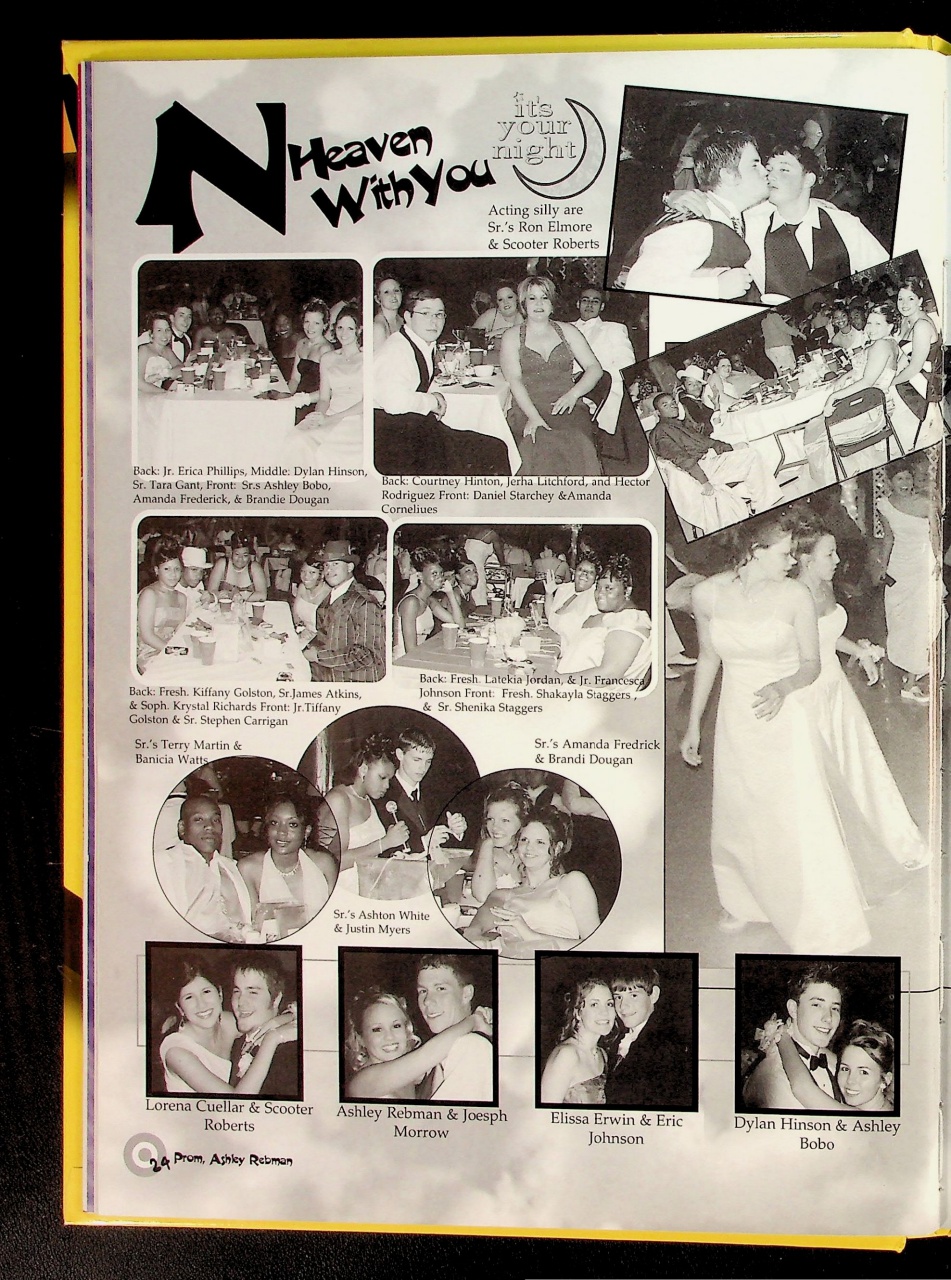 N Heaven
With You
it's
your
night
Acting silly are
Sr.'s Ron Elmore
& Scooter Roberts
Back: Jr. Erica Phillips, Middle: Dylan Hinson,
Sr. Tara Gant, Front: Sr.s Ashley Bobo,
Amanda Frederick, & Brandie Dougan
Back: Courtney Hinton, Jerha Litchford, and Hector
Rodriguez Front: Daniel Starchey &Amanda
Corneliues
Back: Fresh. Kiffany Golston, Sr.James Atkins,
& Soph. Krystal Richards Front: Jr.Tiffany
Golston & Sr. Stephen Carrigan
Back: Fresh. Latekia Jordan, & Jr. Francesca
Johnson Front: Fresh. Shakayla Staggers ,
& Sr. Shenika Staggers
Sr.'s Terry Martin &
Banicia Watts
Sr.'s Amanda Fredrick
& Brandi Dougan
Sr.'s Ashton White
& Justin Myers
Lorena Cuellar & Scooter
Roberts
Ashley Rebman & Joesph
Morrow
Elissa Erwin & Eric
Johnson
Dylan Hinson & Ashley
Bobo
24 Prom, Ashley Rebman